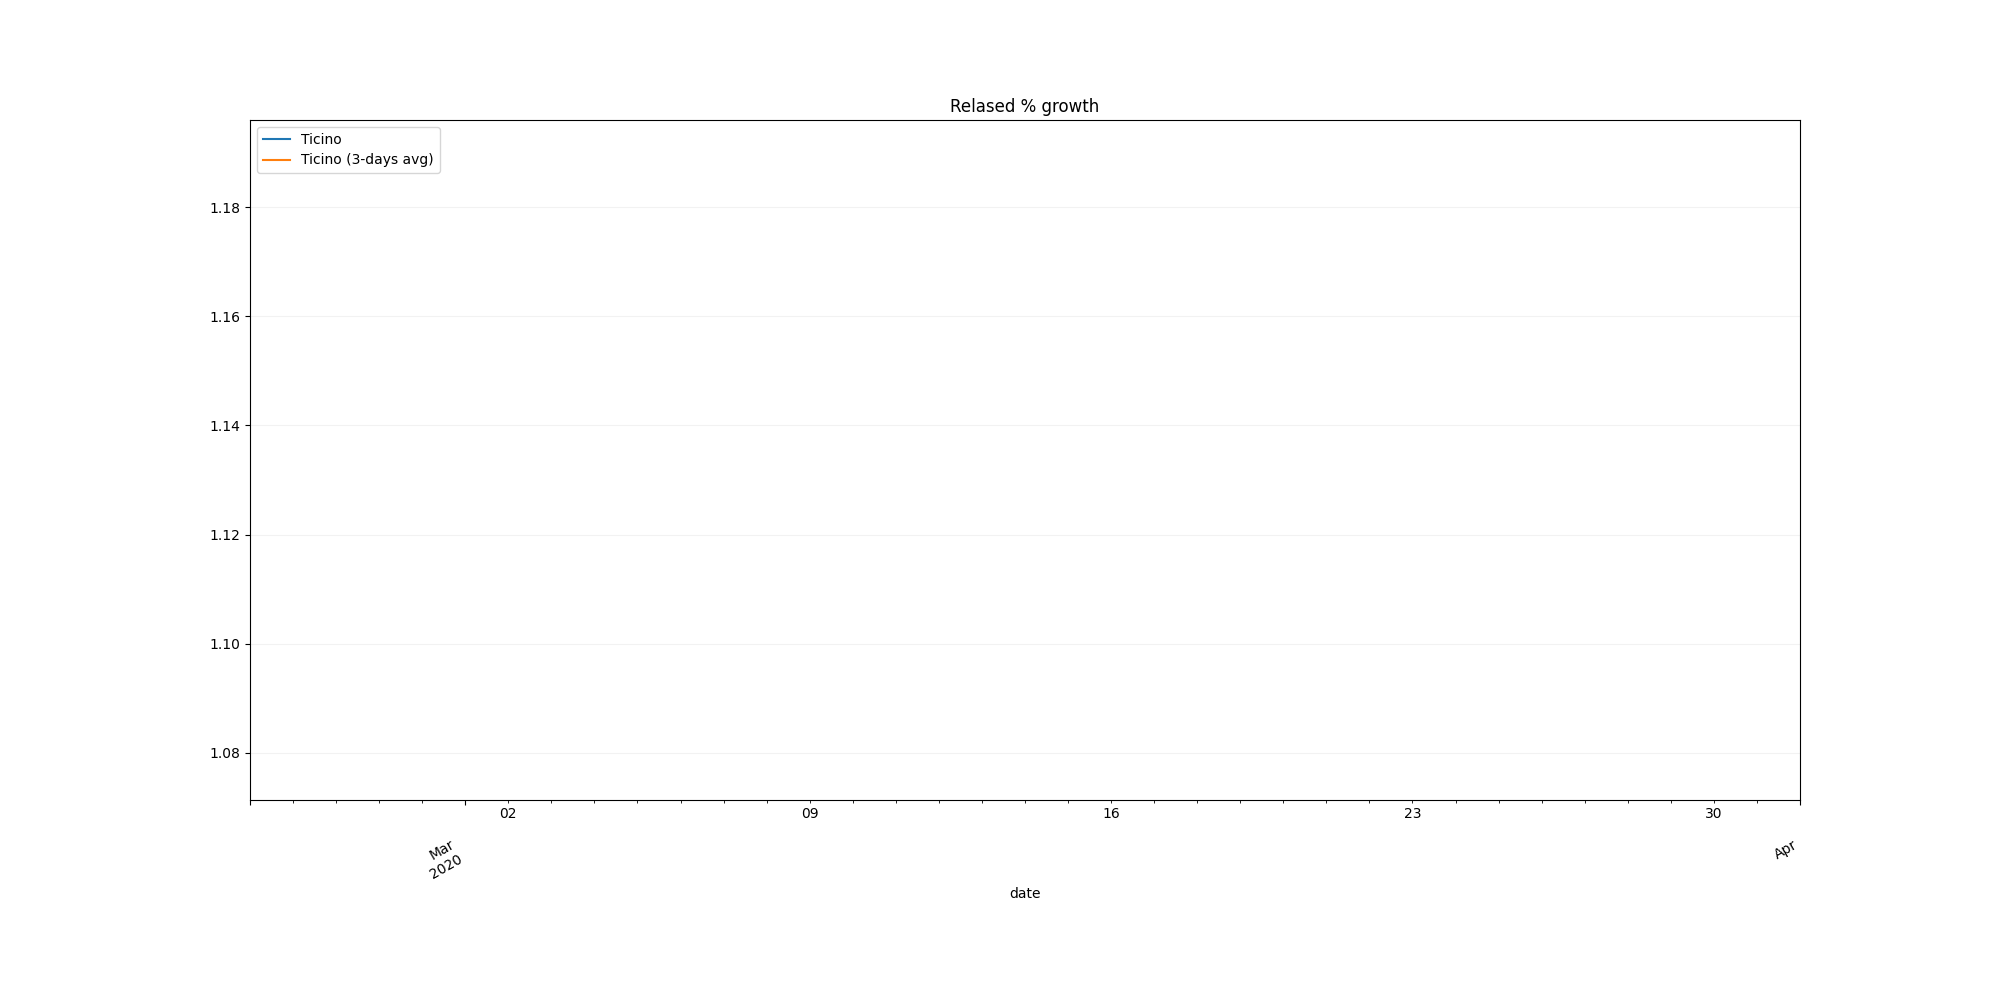 Relased % growth
Ticino
Ticino (3-days avg)
1.18
1.16
1.14
1.12
1.10
1.08
02
09
16
23
30
Mar
2020
Apr
date